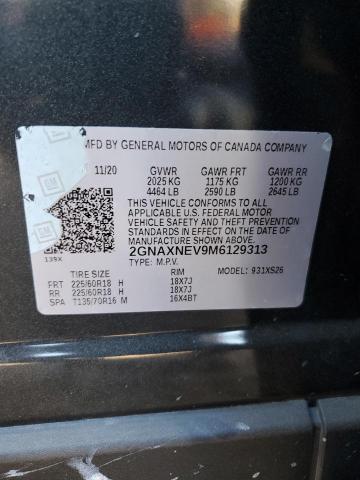 GM
MFD BY GENERAL MOTORS OF CANADA COMPANY
11/20 GVWR GAWR FRT GAWR RR
2025 KG 1175 KG 1200 KG
4464 LB 2590 LB 2645 LB
THIS VEHICLE CONFORMS TO ALL
APPLICABLE U.S. FEDERAL MOTOR
VEHICLE SAFETY AND THEFT PREVENTION
STANDARDS IN EFFECT ON THE DATE OF
MANUFACTURE SHOWN ABOVE.
139X
2GNAXNEV9M6129313
TYPE: M.P.V. MODEL: 931XS26
TIRE SIZE RIM
FRT 225/60R18 H 18X7J
RR 225/60R18 H 18X7J
SPA T135/70R16 M 16X4BT